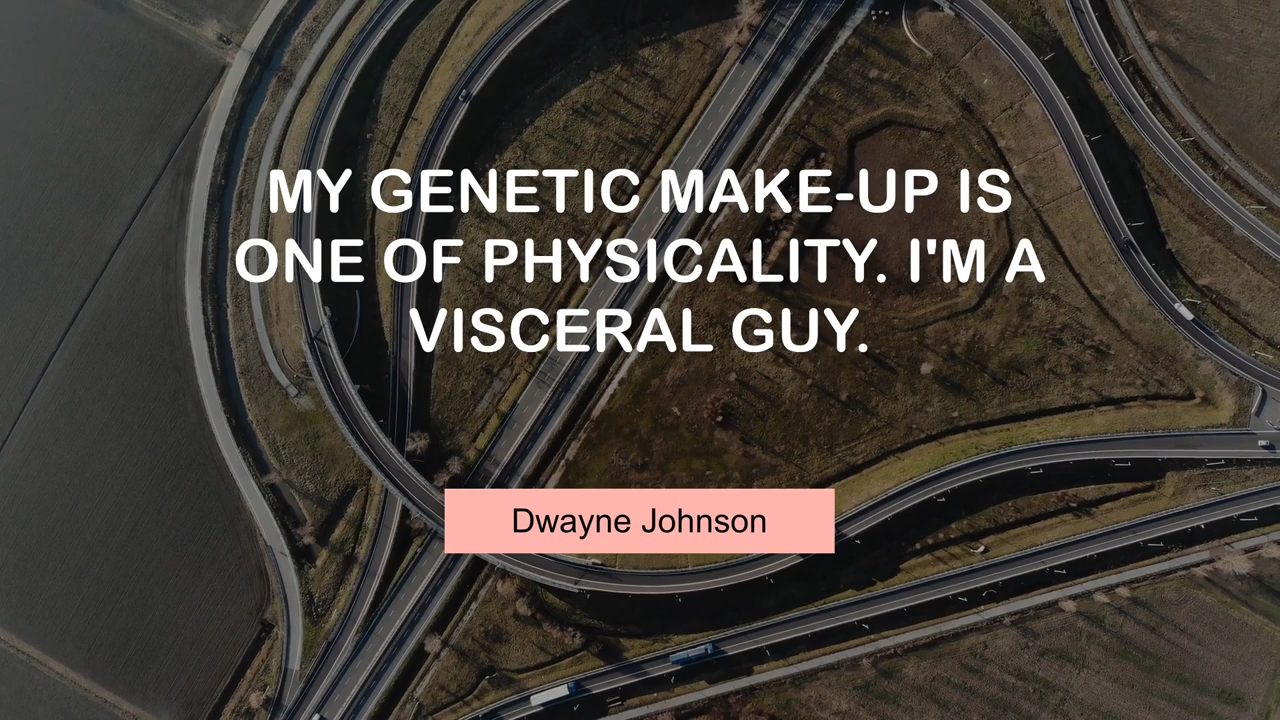 MY GENETIC MAKE-UP IS
ONE OF PHYSICALITY. I'M A
VISCERAL GUY.
Dwayne Johnson